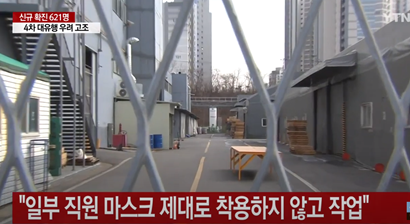 신규 확진 621명
4차 대유행 우려 고조
YTN
"일부 직원 마스크 제대로 착용하지 않고 작업"